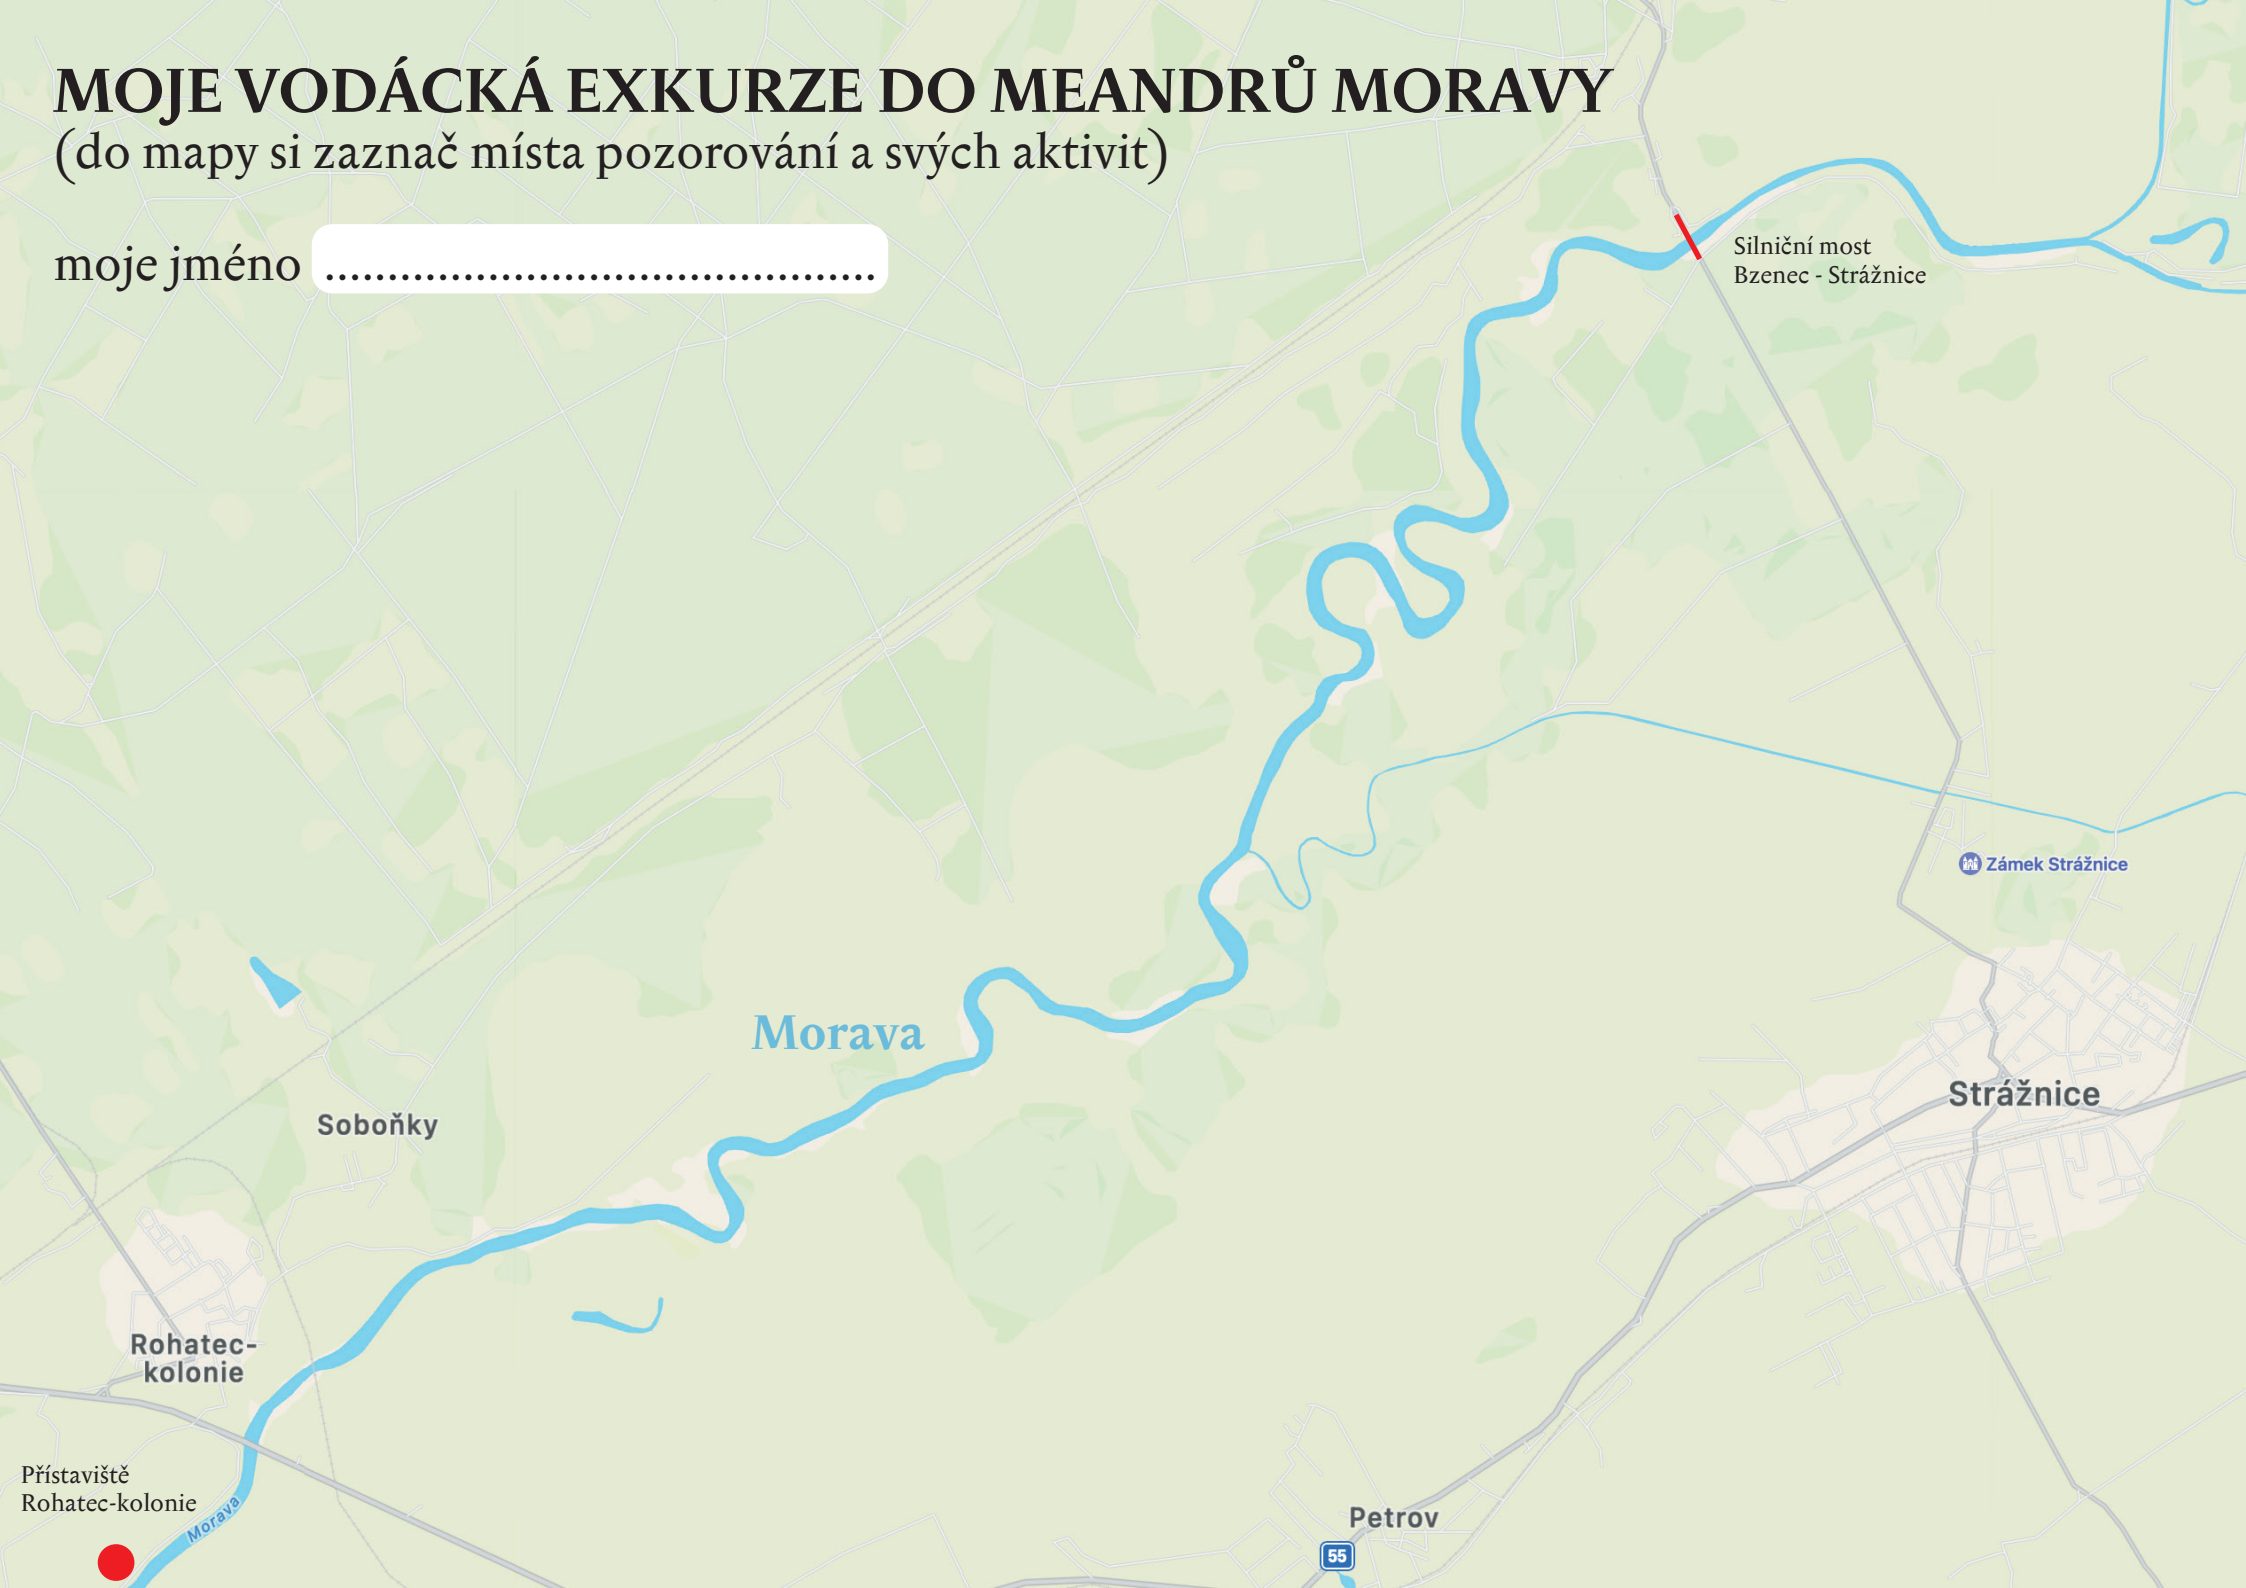 MOJE VODÁCKÁ EXKURZE DO MEANDRŮ MORAVY
(do mapy si zaznač místa pozorování a svých aktivit)
moje jméno ............................................
Silniční most
Bzenec - Strážnice
Zámek Strážnice
Morava
Strážnice
Soboňky
Rohatec-
kolonie
Přístaviště
Rohatec-kolonie
Morava
Petrov
55